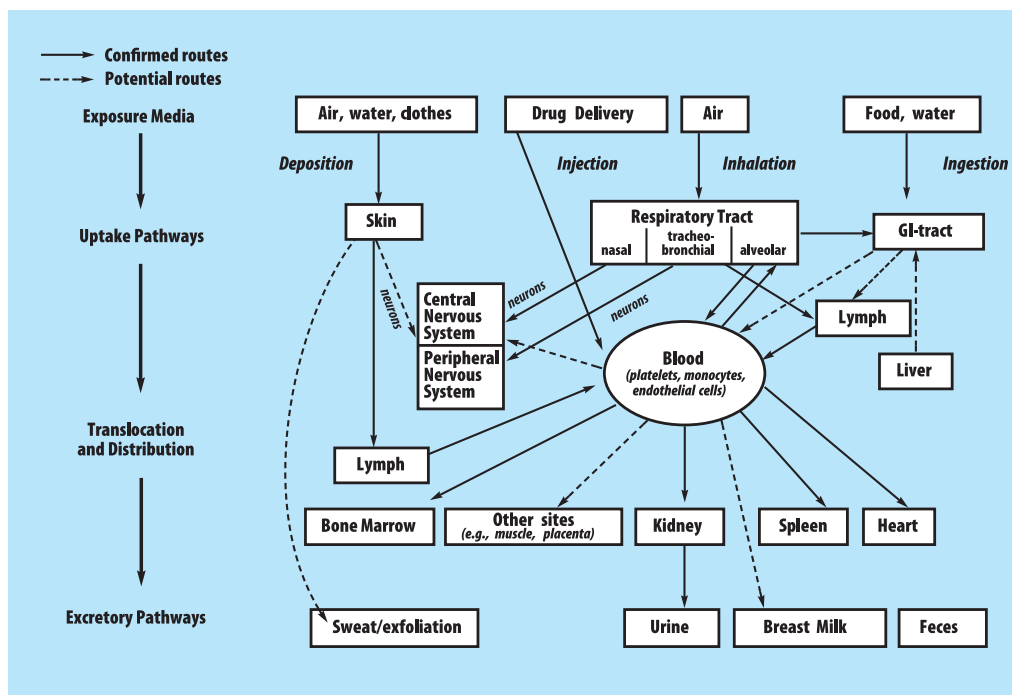 Confirmed routes
Potential routes
Exposure Media
Air, water, clothes
Drug Delivery
Air
Food, water
Deposition
Injection
Inhalation
Ingestion
Uptake Pathways
Skin
Respiratory Tract
nasal
tracheo-
bronchial
alveolar
GI-tract
neurons
neurons
neurons
Central
Nervous
System
Peripheral
Nervous
System
Lymph
Blood
(platelets, monocytes,
endothelial cells)
Liver
Translocation
and Distribution
Lymph
Bone Marrow
Other sites
(e.g., muscle, placenta)
Kidney
Spleen
Heart
Excretory Pathways
Sweat/exfoliation
Urine
Breast Milk
Feces